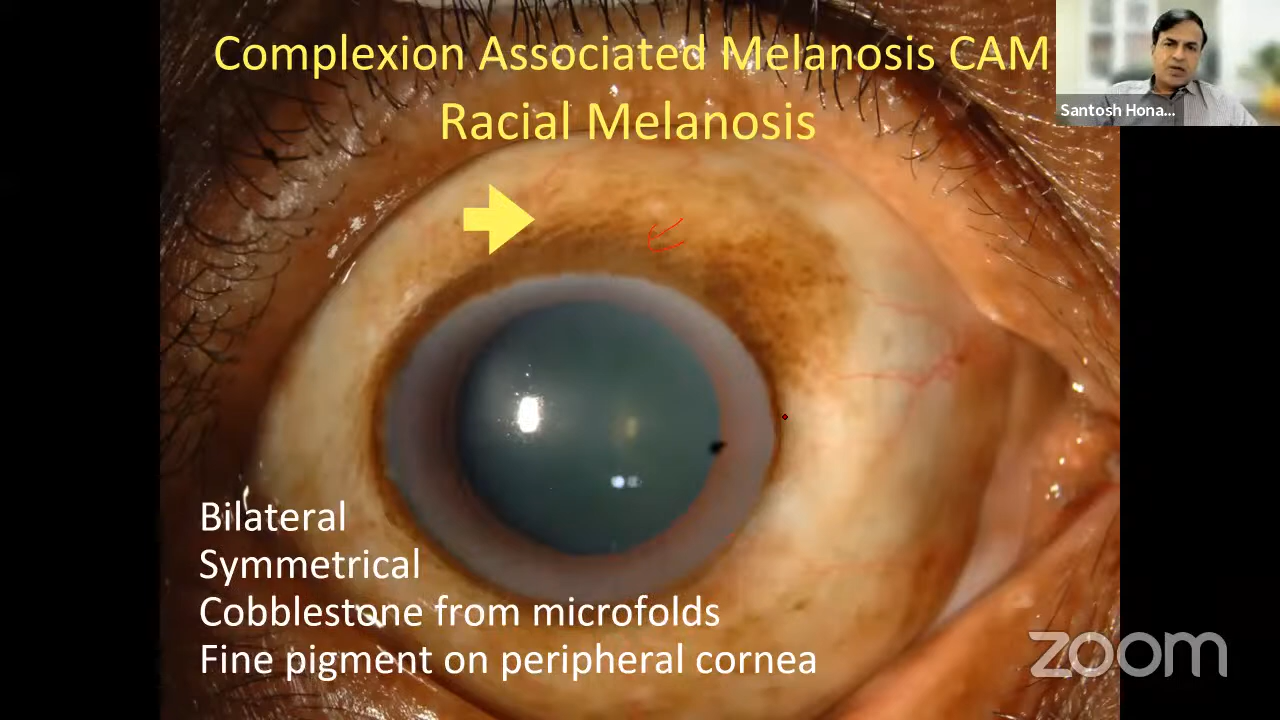 Complexion Associated Melanosis CAM
Racial Melanosis
Santosh Hona...
Bilateral
Symmetrical
Cobblestone from microfolds
Fine pigment on peripheral cornea
zoom